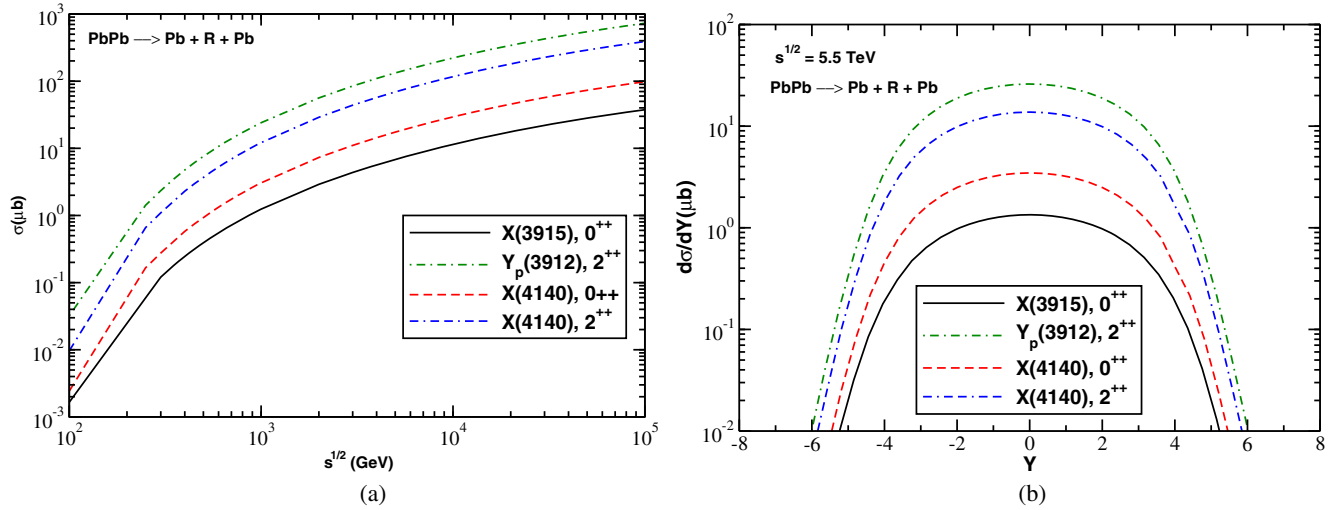 PbPb —> Pb + R + Pb
σ(μb)
10^3
10^2
10^1
10^0
10^-1
10^-2
10^-3
X(3915), 0^++
Y_p(3912), 2^++
X(4140), 0++
X(4140), 2^++
10^2 10^3 10^4 10^5
s^1/2 (GeV)
(a)
s^1/2 = 5.5 TeV
PbPb —> Pb + R + Pb
dσ/dY(μb)
10^2
10^1
10^0
10^-1
10^-2
X(3915), 0^++
Y_p(3912), 2^++
X(4140), 0^++
X(4140), 2^++
-8 -6 -4 -2 0 2 4 6 8
Y
(b)